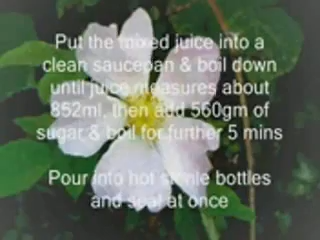 Put the mixed juice into a
clean saucepan & boil down
until juice measures about
852ml, then add 560gm of
sugar & boil for further 5 mins
Pour into hot sterile bottles
and seal at once